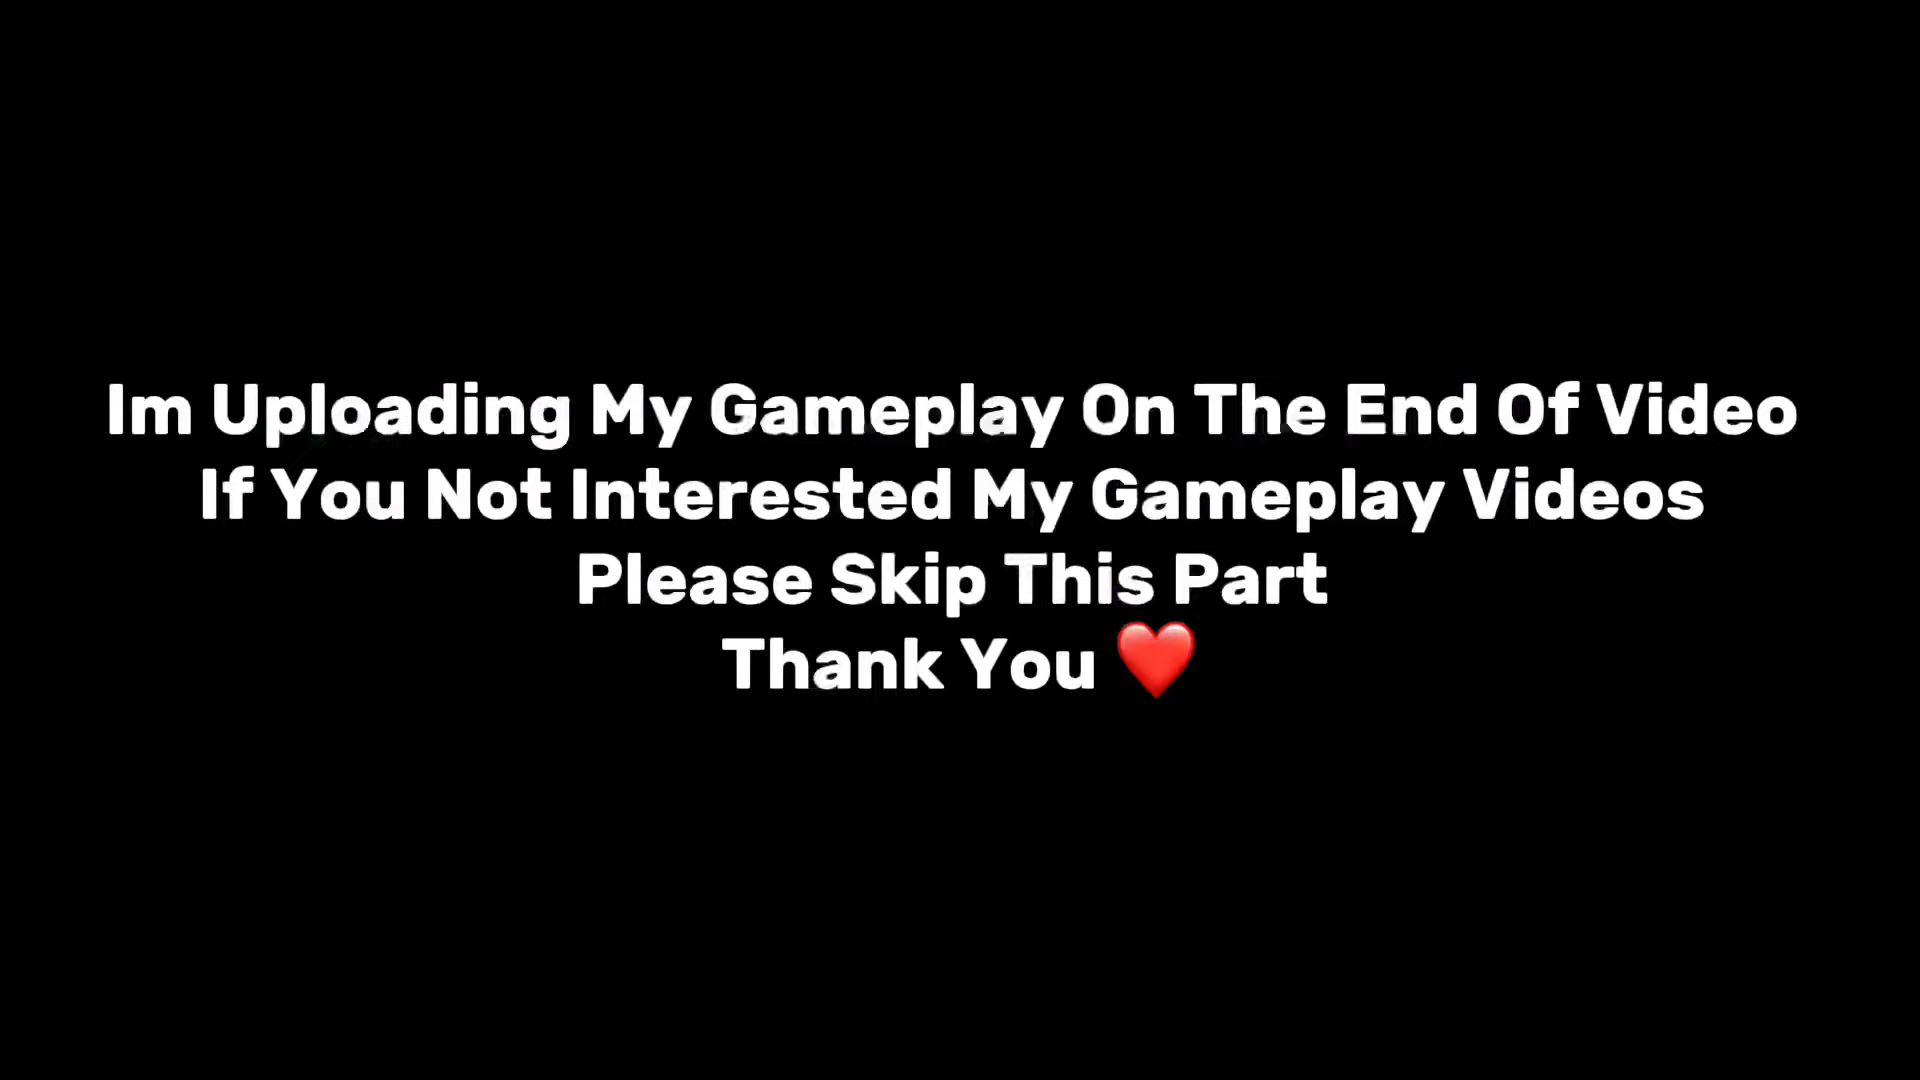 Im Uploading My Gameplay On The End Of Video
If You Not Interested My Gameplay Videos
Please Skip This Part
Thank You ❤️